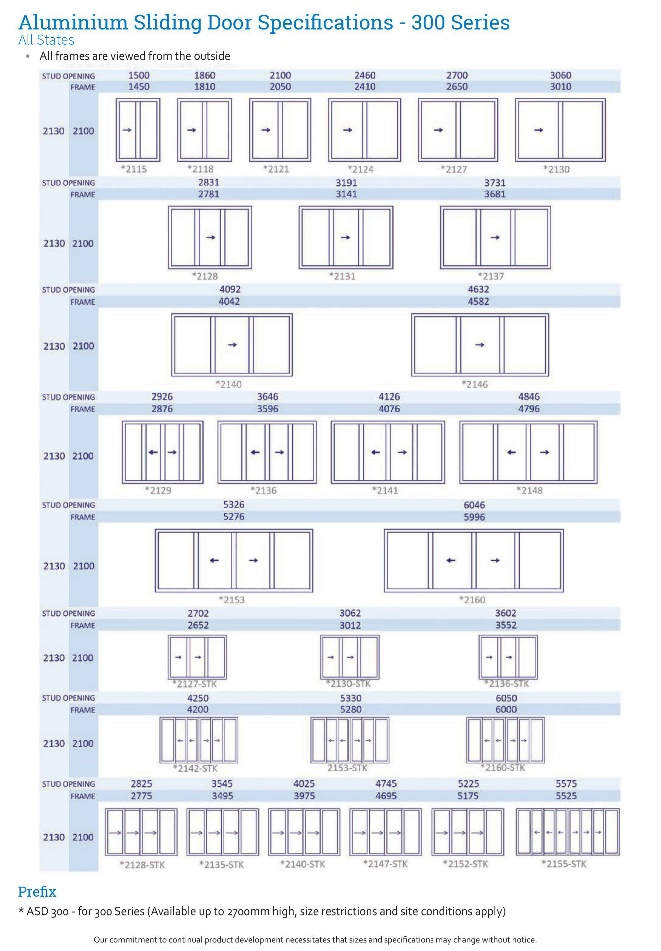 Aluminium Sliding Door Specifications - 300 Series
All States
• All frames are viewed from the outside
STUD OPENING 1500 1860 2100 2460 2700 3060
FRAME 1450 1810 2050 2410 2650 3010
2130 2100
*2115 *2118 *2121 *2124 *2127 *2130
STUD OPENING 2831 3191 3731
FRAME 2781 3141 3681
2130 2100
*2128 *2131 *2137
STUD OPENING 4092 4632
FRAME 4042 4582
2130 2100
*2140 *2146
STUD OPENING 2926 3646 4126 4846
FRAME 2876 3596 4076 4796
2130 2100
*2129 *2136 *2141 *2148
STUD OPENING 5326 6046
FRAME 5276 5996
2130 2100
*2153 *2160
STUD OPENING 2702 3062 3602
FRAME 2652 3012 3552
2130 2100
*2127-STK *2130-STK *2136-STK
STUD OPENING 4250 5330 6050
FRAME 4200 5280 6000
2130 2100
*2142-STK 2153-STK *2160-STK
STUD OPENING 2825 3545 4025 4745 5225 5575
FRAME 2775 3495 3975 4695 5175 5525
2130 2100
*2128-STK *2135-STK *2140-STK *2147-STK *2152-STK *2155-STK
Prefix
* ASD 300 - for 300 Series (Available up to 2700mm high, size restrictions and site conditions apply)
Our commitment to continual product development necessitates that sizes and specifications may change without notice.